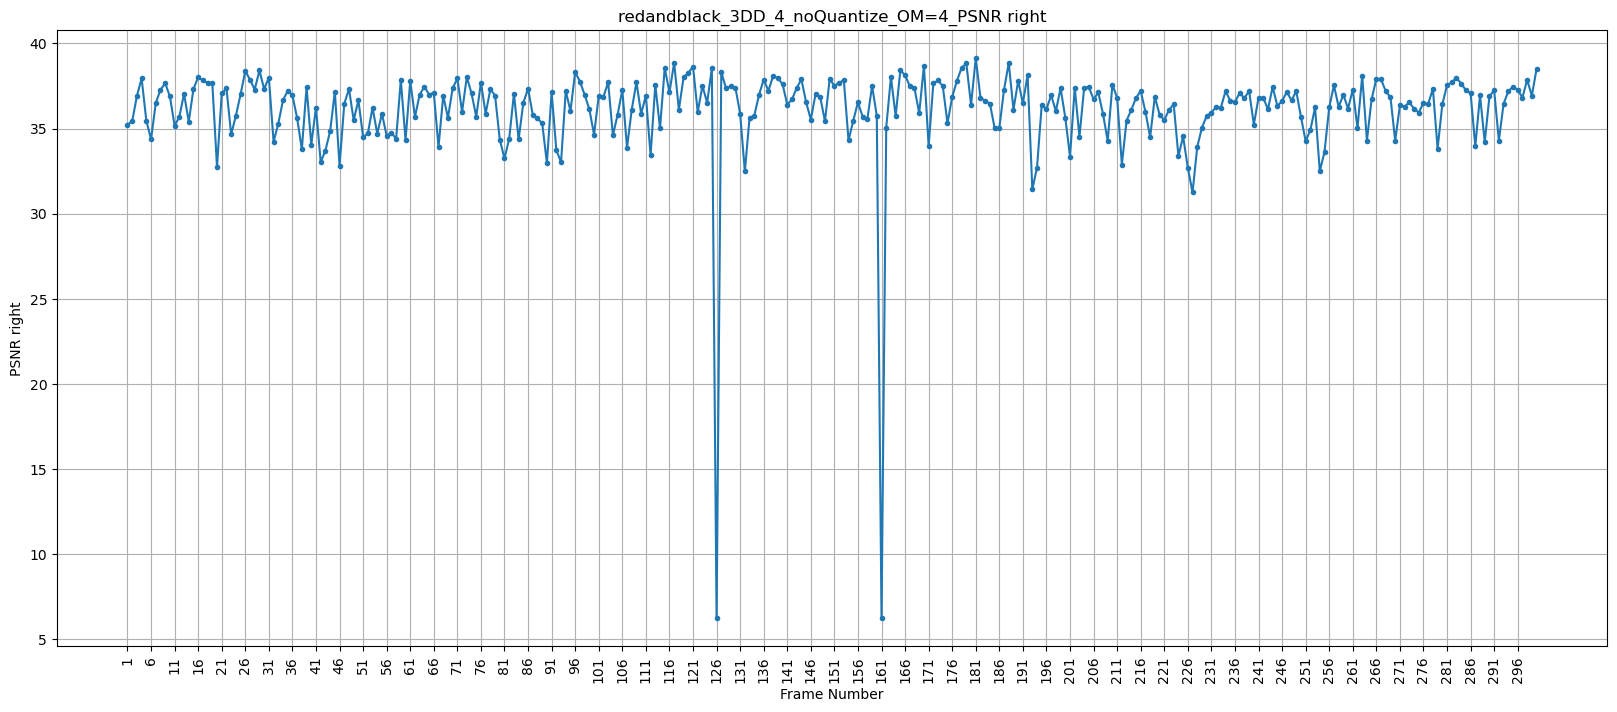 redandblack_3DD_4_noQuantize_OM=4_PSNR right
40
35
30
25
20
15
10
5
PSNR right
1 6 11 16 21 26 31 36 41 46 51 56 61 66 71 76 81 86 91 96 101 106 111 116 121 126 131 136 141 146 151 156 161 166 171 176 181 186 191 196 201 206 211 216 221 226 231 236 241 246 251 256 261 266 271 276 281 286 291 296
Frame Number